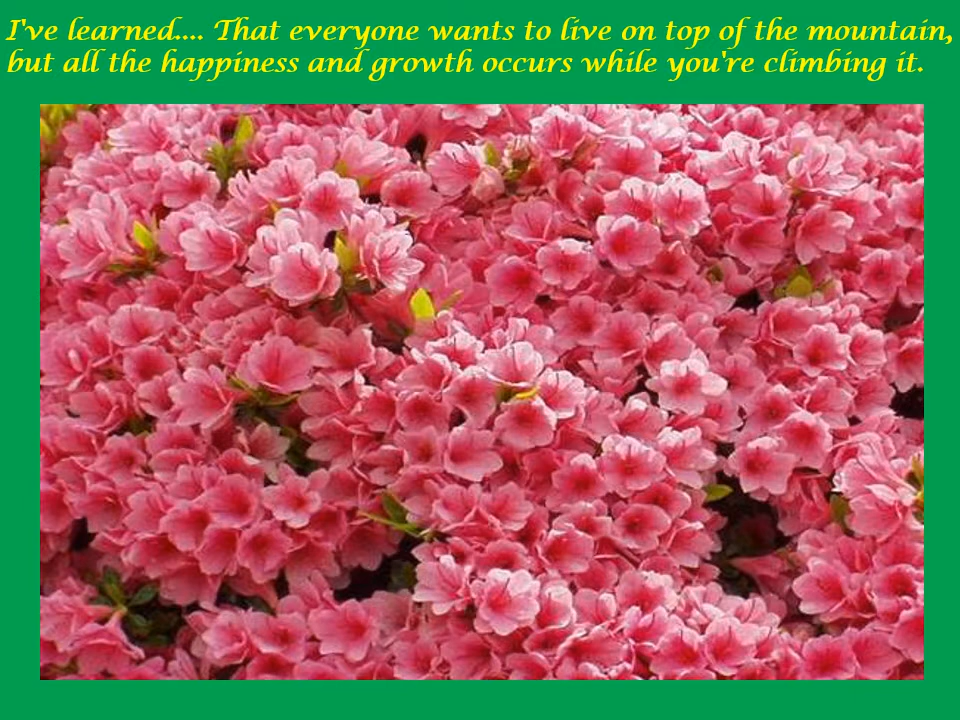 I've learned.... That everyone wants to live on top of the mountain,
but all the happiness and growth occurs while you're climbing it.